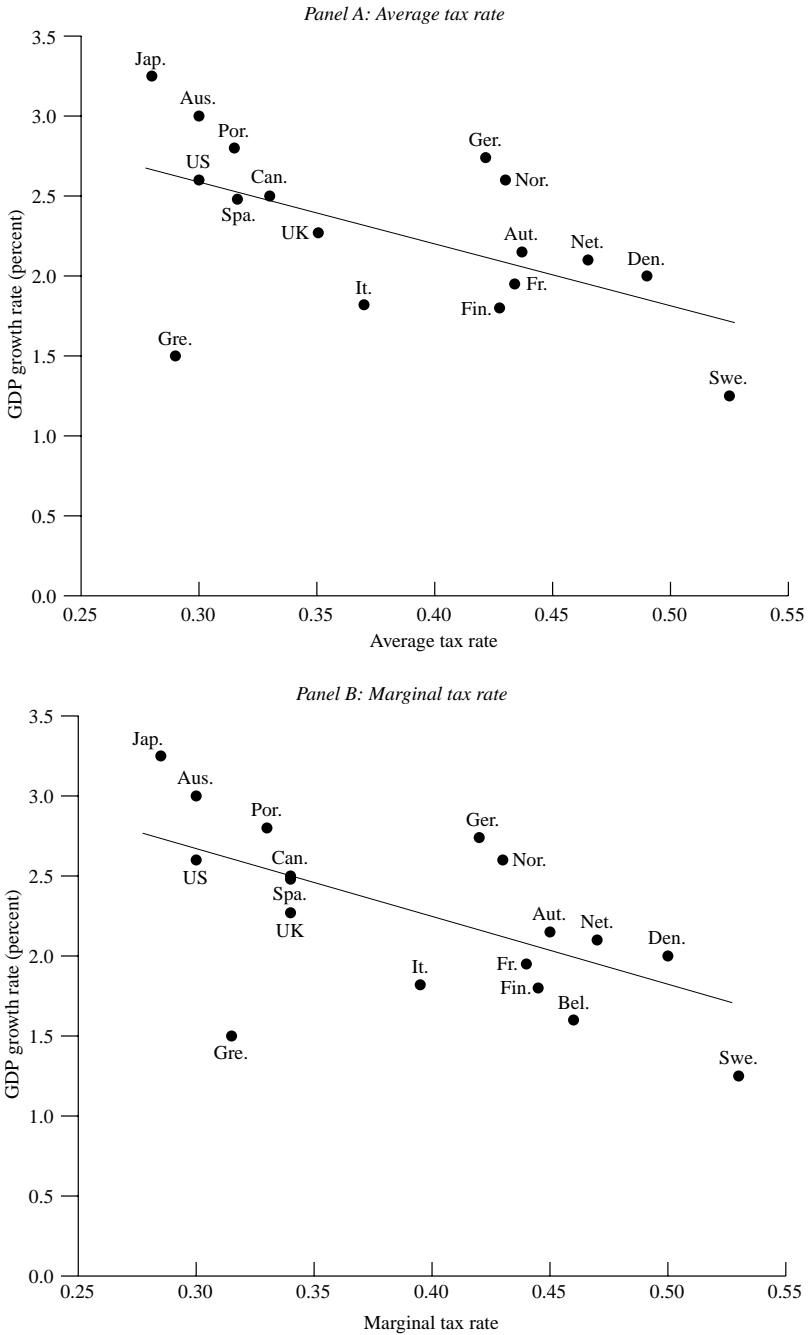 Panel A: Average tax rate
3.5
Jap.
Aus.
3.0
Por.
Ger.
US
Can.
Nor.
2.5
Spa.
UK
Aut.
Net.
Den.
2.0
It.
Fr.
Fin.
Gre.
1.5
Swe.
1.0
0.5
0.0
GDP growth rate (percent)
0.25 0.30 0.35 0.40 0.45 0.50 0.55
Average tax rate
Panel B: Marginal tax rate
3.5
Jap.
Aus.
3.0
Por.
Ger.
Can.
Nor.
US
2.5
Spa.
UK
Aut.
Net.
Den.
2.0
It.
Fr.
Fin.
Bel.
1.5
Gre.
Swe.
1.0
0.5
0.0
GDP growth rate (percent)
0.25 0.30 0.35 0.40 0.45 0.50 0.55
Marginal tax rate